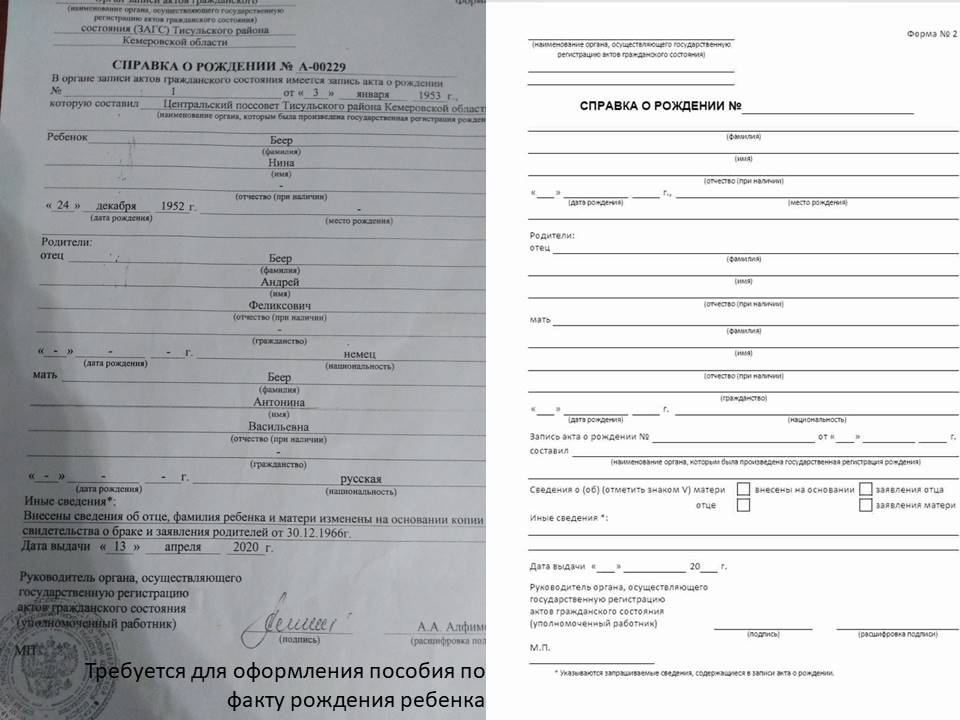 Орган записи актов гражданского
(наименование органа, осуществляющего государственную
регистрацию актов гражданского состояния)
состояния (ЗАГС) Тисульского района
Кемеровской области
СПРАВКА О РОЖДЕНИИ № А-00229
В органе записи актов гражданского состояния имеется запись акта о рождении
№ 1 от « 3 » января 1953 г.,
которую составил Центральный поссовет Тисульского района Кемеровской
(наименование органа, которым была произведена государственная регистрация
Ребенок Беер
(фамилия)
Нина
(имя)
-
(отчество (при наличии)
« 24 » декабря 1952 г. -
(дата рождения) (место рождения)
Родители:
отец Беер
(фамилия)
Андрей
(имя)
Феликсович
(отчество (при наличии)
-
(гражданство)
« - » - - г. немец
(дата рождения) (национальность)
мать Беер
(фамилия)
Антонина
(имя)
Васильевна
(отчество (при наличии)
-
(гражданство)
« - » - - г. русская
(дата рождения) (национальность)
Иные сведения*:
Внесены сведения об отце, фамилия ребенка и матери изменены на основании копии
свидетельства о браке и заявления родителей от 30.12.1966г.
Дата выдачи « 13 » апреля 2020 г.
Руководитель органа, осуществляющего
государственную регистрацию
актов гражданского состояния
(уполномоченный работник)
А.А.
(подпись) (расшифровка
МП
Требуется для оформления пособия по
факту рождения ребенка
Форма № 2
(наименование органа, осуществляющего государственную
регистрацию актов гражданского состояния)
СПРАВКА О РОЖДЕНИИ №
(фамилия)
(имя)
(отчество (при наличии)
« » г.,
(дата рождения) (место рождения)
Родители:
отец
(фамилия)
(имя)
(отчество (при наличии)
мать
(фамилия)
(имя)
(отчество (при наличии)
(гражданство)
« » г.
(дата рождения) (национальность)
Запись акта о рождении № от « » г.
составил
(наименование органа, которым была произведена государственная регистрация рождения)
Сведения о (об) (отметить знаком V) матери внесены на основании заявления отца
отце заявления матери
Иные сведения *:
Дата выдачи « » 20 г.
Руководитель органа, осуществляющего
государственную регистрацию
актов гражданского состояния
(уполномоченный работник)
(подпись) (расшифровка подписи)
М.П.
* Указываются запрашиваемые сведения, содержащиеся в записи акта о рождении.